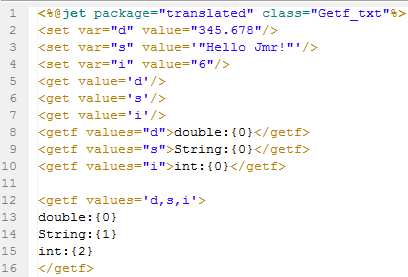 1 <%@jet package="translated" class="Getf_txt"%>
2 <set var="d" value="345.678"/>
3 <set var="s" value='"Hello Jmr!"'/>
4 <set var="i" value="6"/>
5 <get value='d'/>
6 <get value='s'/>
7 <get value='i'/>
8 <getf values="d">double:{0}</getf>
9 <getf values="s">String:{0}</getf>
10 <getf values="i">int:{0}</getf>
11
12 <getf values='d,s,i'>
13 double:{0}
14 String:{1}
15 int:{2}
16 </getf>